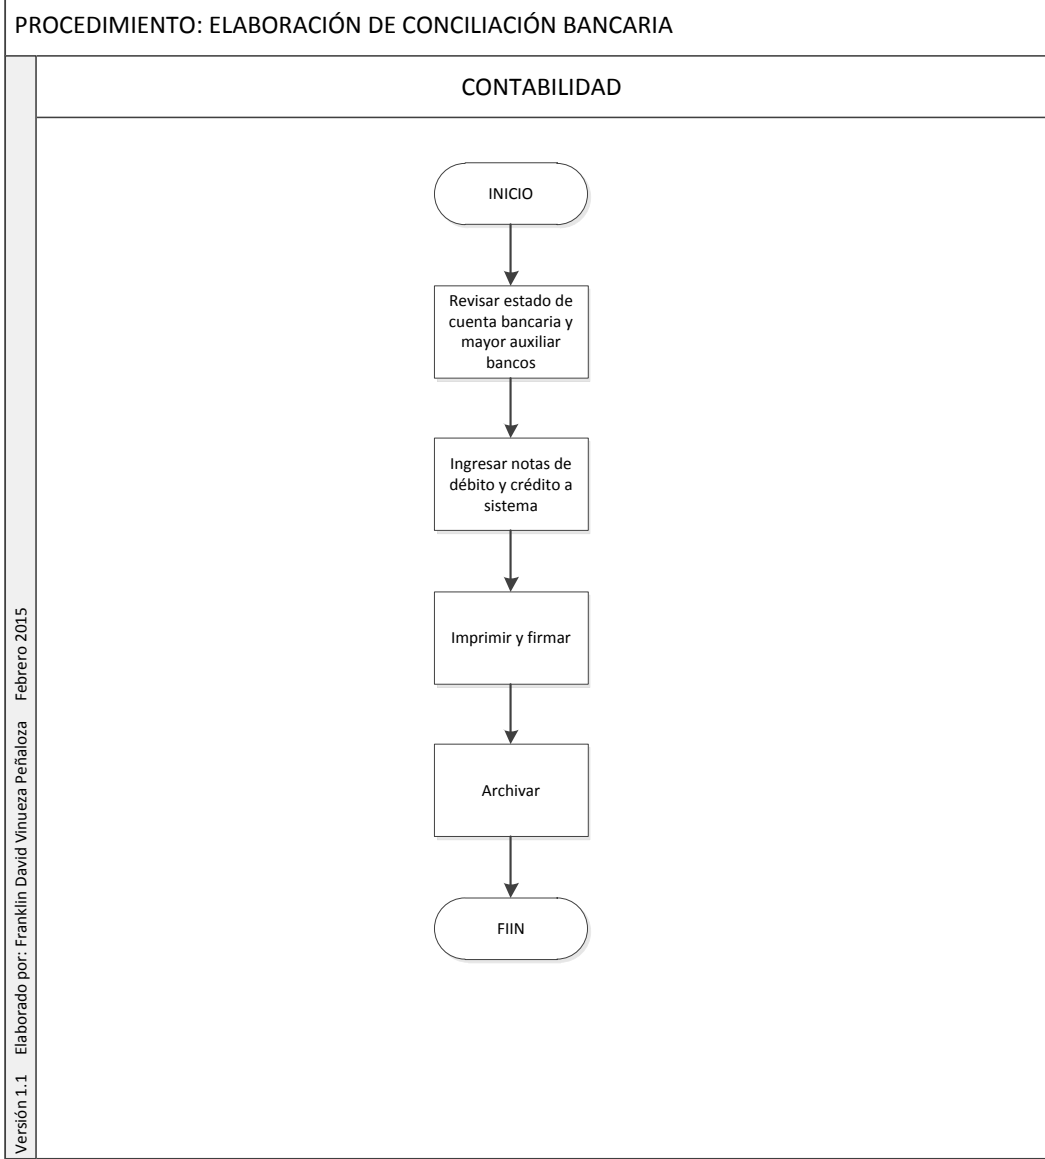 PROCEDIMIENTO: ELABORACIÓN DE CONCILIACIÓN BANCARIA
CONTABILIDAD
INICIO
Revisar estado de
cuenta bancaria y
mayor auxiliar
bancos
Ingresar notas de
débito y crédito a
sistema
Imprimir y firmar
Archivar
FIIN
Versión 1.1 Elaborado por: Franklin David Vinueza Peñaloza Febrero 2015